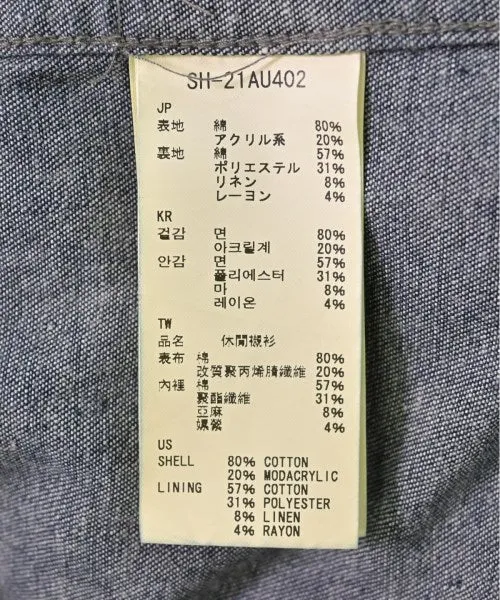 SH-21AU402
JP
表地 綿 80%
アクリル系 20%
裏地 綿 57%
ポリエステル 31%
リネン 8%
レーヨン 4%
KR
겉감 면 80%
아크릴계 20%
안감 면 57%
폴리에스터 31%
마 8%
레이온 4%
TW
品名 休閒襯衫
表布 棉 80%
改質聚丙烯腈纖維 20%
內裡 棉 57%
聚酯纖維 31%
亞麻 8%
嫘縈 4%
US
SHELL 80% COTTON
20% MODACRYLIC
LINING 57% COTTON
31% POLYESTER
8% LINEN
4% RAYON